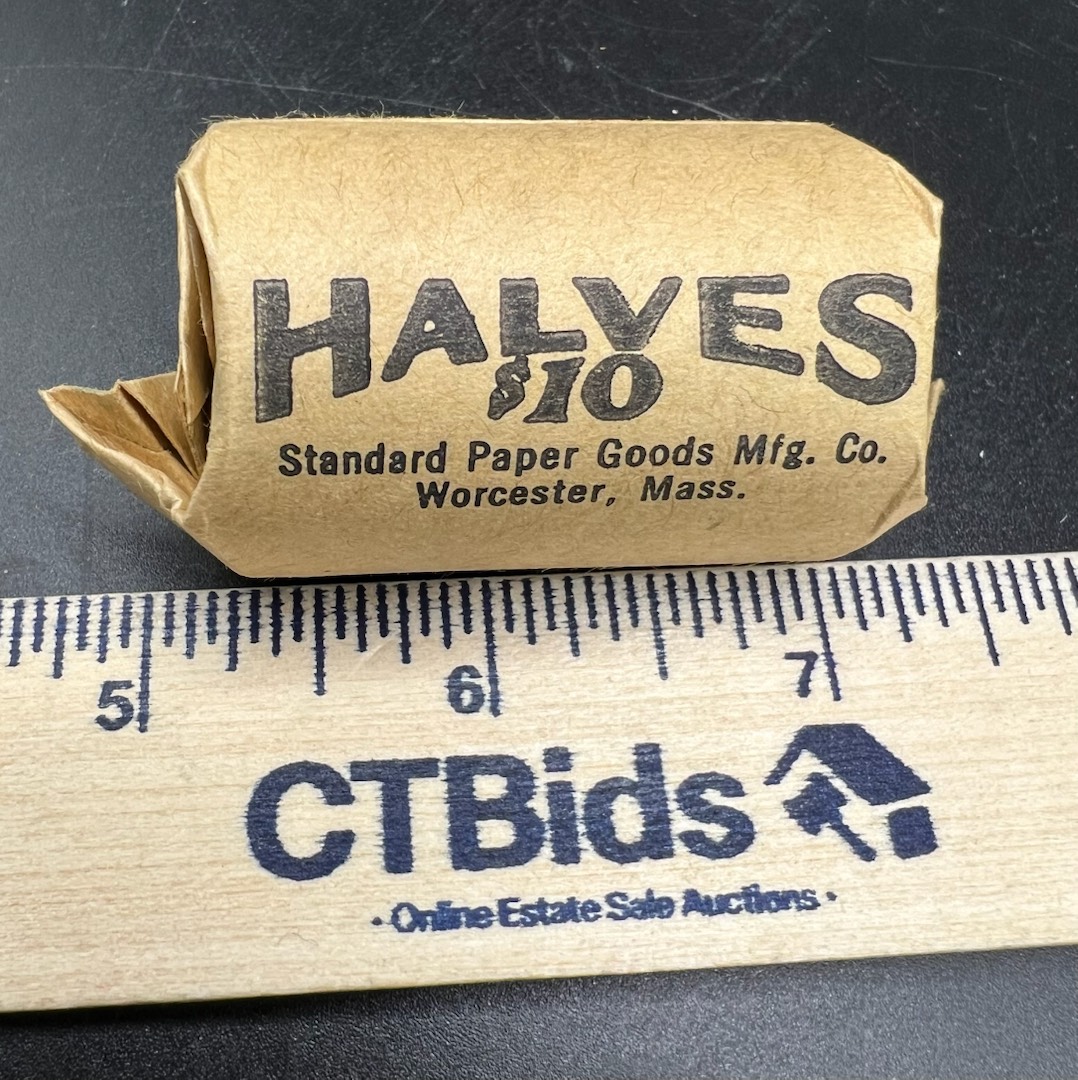 HALVES
$10
Standard Paper Goods Mfg. Co.
Worcester, Mass.
5 6 7
CTBids
· Online Estate Sale Auctions ·